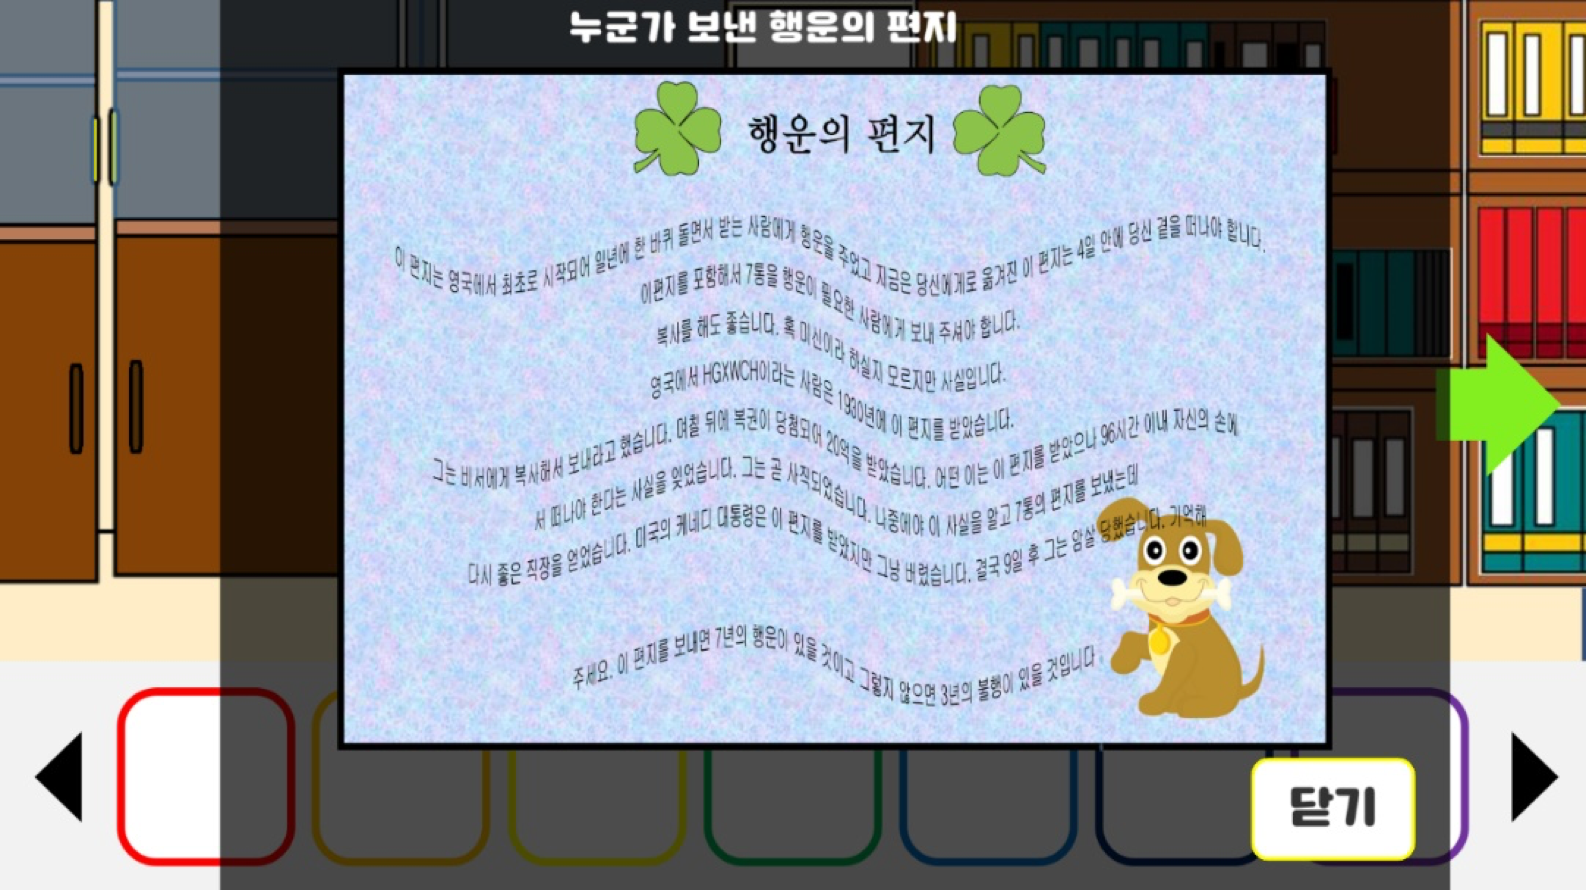 누군가 보낸 행운의 편지
행운의 편지
이 편지는 영국에서 최초로 시작되어 일년에 한 바퀴 돌면서 받는 사람에게 행운을 주었고 지금은 당신에게로 옮겨진 이 편지는 4일 안에 당신 곁을 떠나야 합니다.
이편지를 포함해서 7통을 행운이 필요한 사람에게 보내 주셔야 합니다.
복사를 해도 좋습니다. 혹 미신이라 하실지 모르지만 사실입니다.
영국에서 HGXWCH이라는 사람은 1930년에 이 편지를 받았습니다.
그는 비서에게 복사해서 보내라고 했습니다. 며칠 뒤에 복권이 당첨되어 20억을 받았습니다. 어떤 이는 이 편지를 받았으나 96시간 이내 자신의 손에
서 떠나야 한다는 사실을 잊었습니다. 그는 곧 사직되었습니다. 나중에야 이 사실을 알고 7통의 편지를 보냈는데
다시 좋은 직장을 얻었습니다. 미국의 케네디 대통령은 이 편지를 받았지만 그냥 버렸습니다. 결국 9일 후 그는 암살 당했습니다. 기억해
주세요. 이 편지를 보내면 7년의 행운이 있을 것이고 그렇지 않으면 3년의 불행이 있을 것입니다
닫기